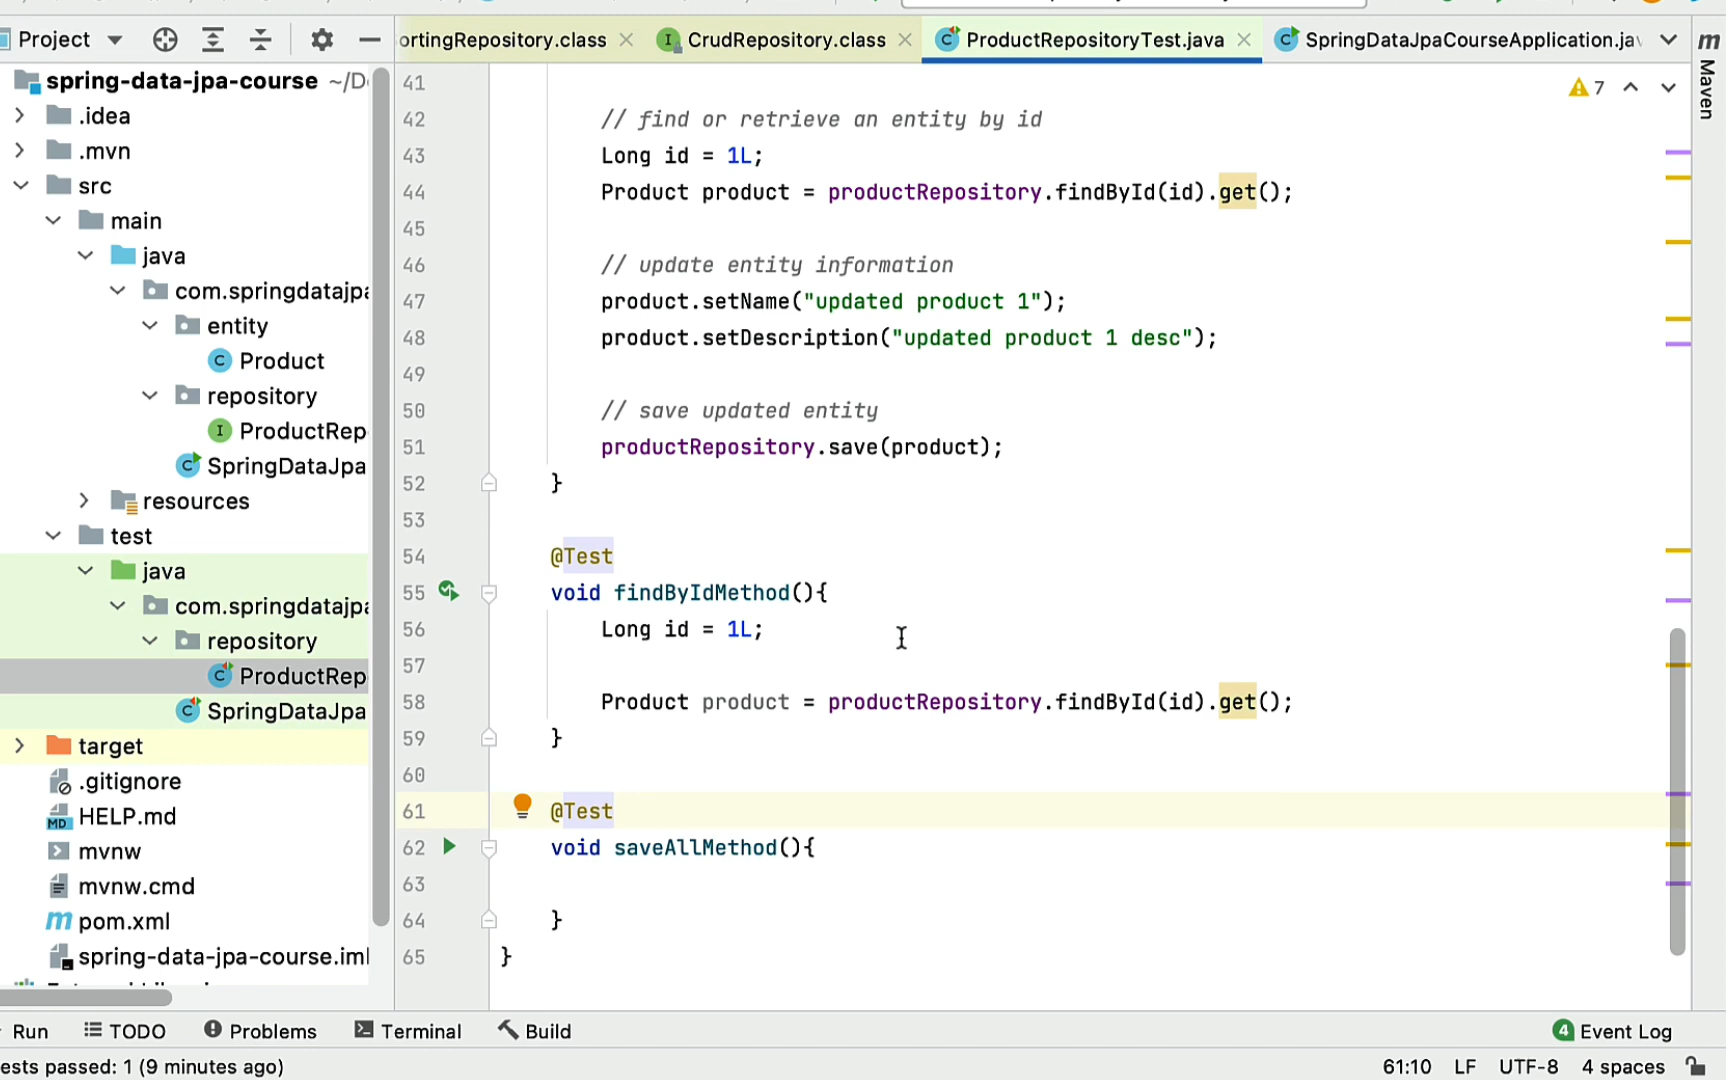 Project
ortingRepository.class
CrudRepository.class
ProductRepositoryTest.java
SpringDataJpaCourseApplication.ja
m
Maven
spring-data-jpa-course ~/D
.idea
.mvn
src
main
java
com.springdatajpa
entity
C Product
repository
I ProductRep
C SpringDataJpa
resources
test
java
com.springdatajpa
repository
C ProductRep
C SpringDataJpa
target
.gitignore
MD HELP.md
mvnw
mvnw.cmd
m pom.xml
spring-data-jpa-course.iml
7
41
42 // find or retrieve an entity by id
43 Long id = 1L;
44 Product product = productRepository.findById(id).get();
45
46 // update entity information
47 product.setName("updated product 1");
48 product.setDescription("updated product 1 desc");
49
50 // save updated entity
51 productRepository.save(product);
52 }
53
54 @Test
55 void findByIdMethod(){
56 Long id = 1L;
57
58 Product product = productRepository.findById(id).get();
59 }
60
61 @Test
62 void saveAllMethod(){
63
64 }
65 }
Run TODO Problems Terminal Build 4 Event Log
ests passed: 1 (9 minutes ago) 61:10 LF UTF-8 4 spaces